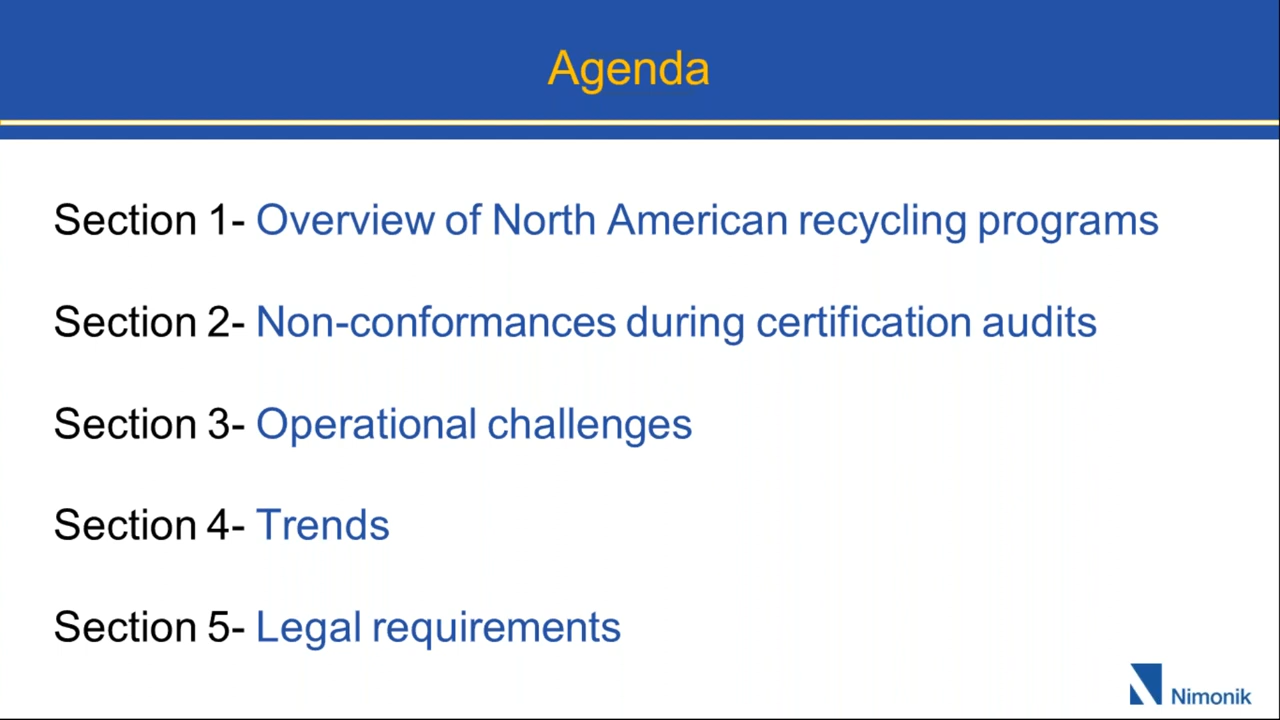 Agenda
Section 1- Overview of North American recycling programs
Section 2- Non-conformances during certification audits
Section 3- Operational challenges
Section 4- Trends
Section 5- Legal requirements
Nimonik